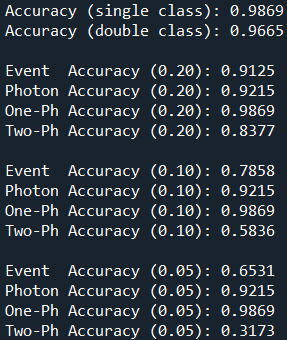 Accuracy (single class): 0.9869
Accuracy (double class): 0.9665
Event  Accuracy (0.20): 0.9125
Photon Accuracy (0.20): 0.9215
One-Ph Accuracy (0.20): 0.9869
Two-Ph Accuracy (0.20): 0.8377
Event  Accuracy (0.10): 0.7858
Photon Accuracy (0.10): 0.9215
One-Ph Accuracy (0.10): 0.9869
Two-Ph Accuracy (0.10): 0.5836
Event  Accuracy (0.05): 0.6531
Photon Accuracy (0.05): 0.9215
One-Ph Accuracy (0.05): 0.9869
Two-Ph Accuracy (0.05): 0.3173